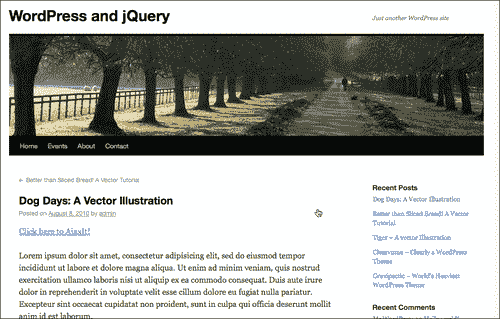 WordPress and jQuery
Just another WordPress site
Home Events About Contact
← Better than Sliced Bread! A Vector Tutorial
Dog Days: A Vector Illustration
Posted on August 8, 2010 by admin
Click here to Ajaxit!
Lorem ipsum dolor sit amet, consectetur adipisicing elit, sed do eiusmod tempor
incididunt ut labore et dolore magna aliqua. Ut enim ad minim veniam, quis nostrud
exercitation ullamco laboris nisi ut aliquip ex ea commodo consequat. Duis aute irure
dolor in reprehenderit in voluptate velit esse cillum dolore eu fugiat nulla pariatur.
Excepteur sint occaecat cupidatat non proident, sunt in culpa qui officia deserunt mollit
anim id est laborum.
Recent Posts
Dog Days: A Vector Illustration
Better than Sliced Bread! A Vector
Tutorial
Tiger – A vector Illustration
Clearverse – Clearly a WordPress
Theme
WordPress Theme
Recent Comments